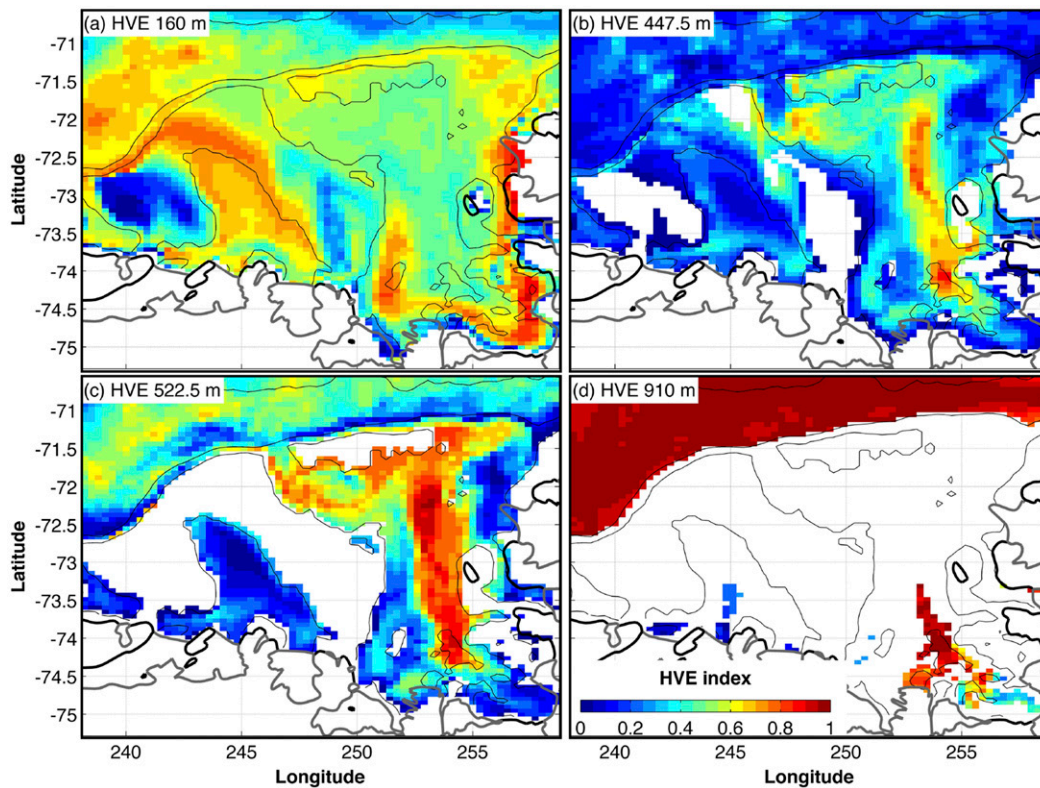 (a) HVE 160 m
(b) HVE 447.5 m
-71
-71.5
-72
-72.5
-73
-73.5
-74
-74.5
-75
Latitude
(c) HVE 522.5 m
(d) HVE 910 m
-71
-71.5
-72
-72.5
-73
-73.5
-74
-74.5
-75
Latitude
HVE index
0 0.2 0.4 0.6 0.8 1
240 245 250 255
240 245 250 255
Longitude
Longitude